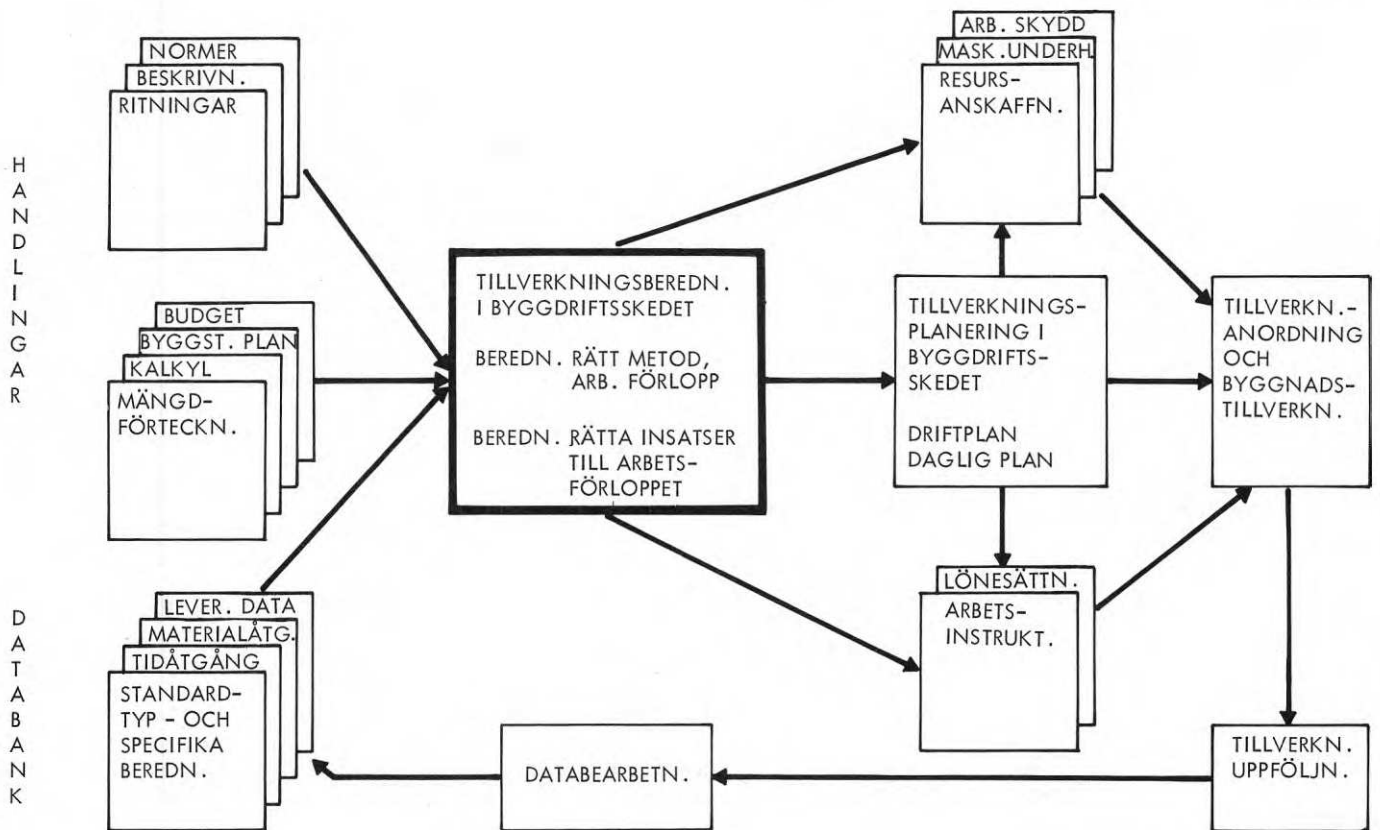 HANDLINGAR
NORMER
BESKRIVN.
RITNINGAR
BUDGET
BYGGST. PLAN
KALKYL
MÄNGD-
FÖRTECKN.
DATABANK
LEVER. DATA
MATERIALÅTG.
TIDÅTGÅNG
STANDARD-
TYP - OCH
SPECIFIKA
BEREDN.
TILLVERKNINGSBEREDN.
I BYGGDRIFTSSKEDET
BEREDN. RÄTT METOD,
ARB. FÖRLOPP
BEREDN. RÄTTA INSATSER
TILL ARBETS-
FÖRLOPPET
ARB. SKYDD
MASK.UNDERH.
RESURS-
ANSKAFFN.
TILLVERKNINGS-
PLANERING I
BYGGDRIFTS-
SKEDET
DRIFTPLAN
DAGLIG PLAN
LÖNESÄTTN.
ARBETS-
INSTRUKT.
TILLVERKN.-
ANORDNING
OCH
BYGGNADS-
TILLVERKN.
TILLVERKN.
UPPFÖLJN.
DATABEARBETN.